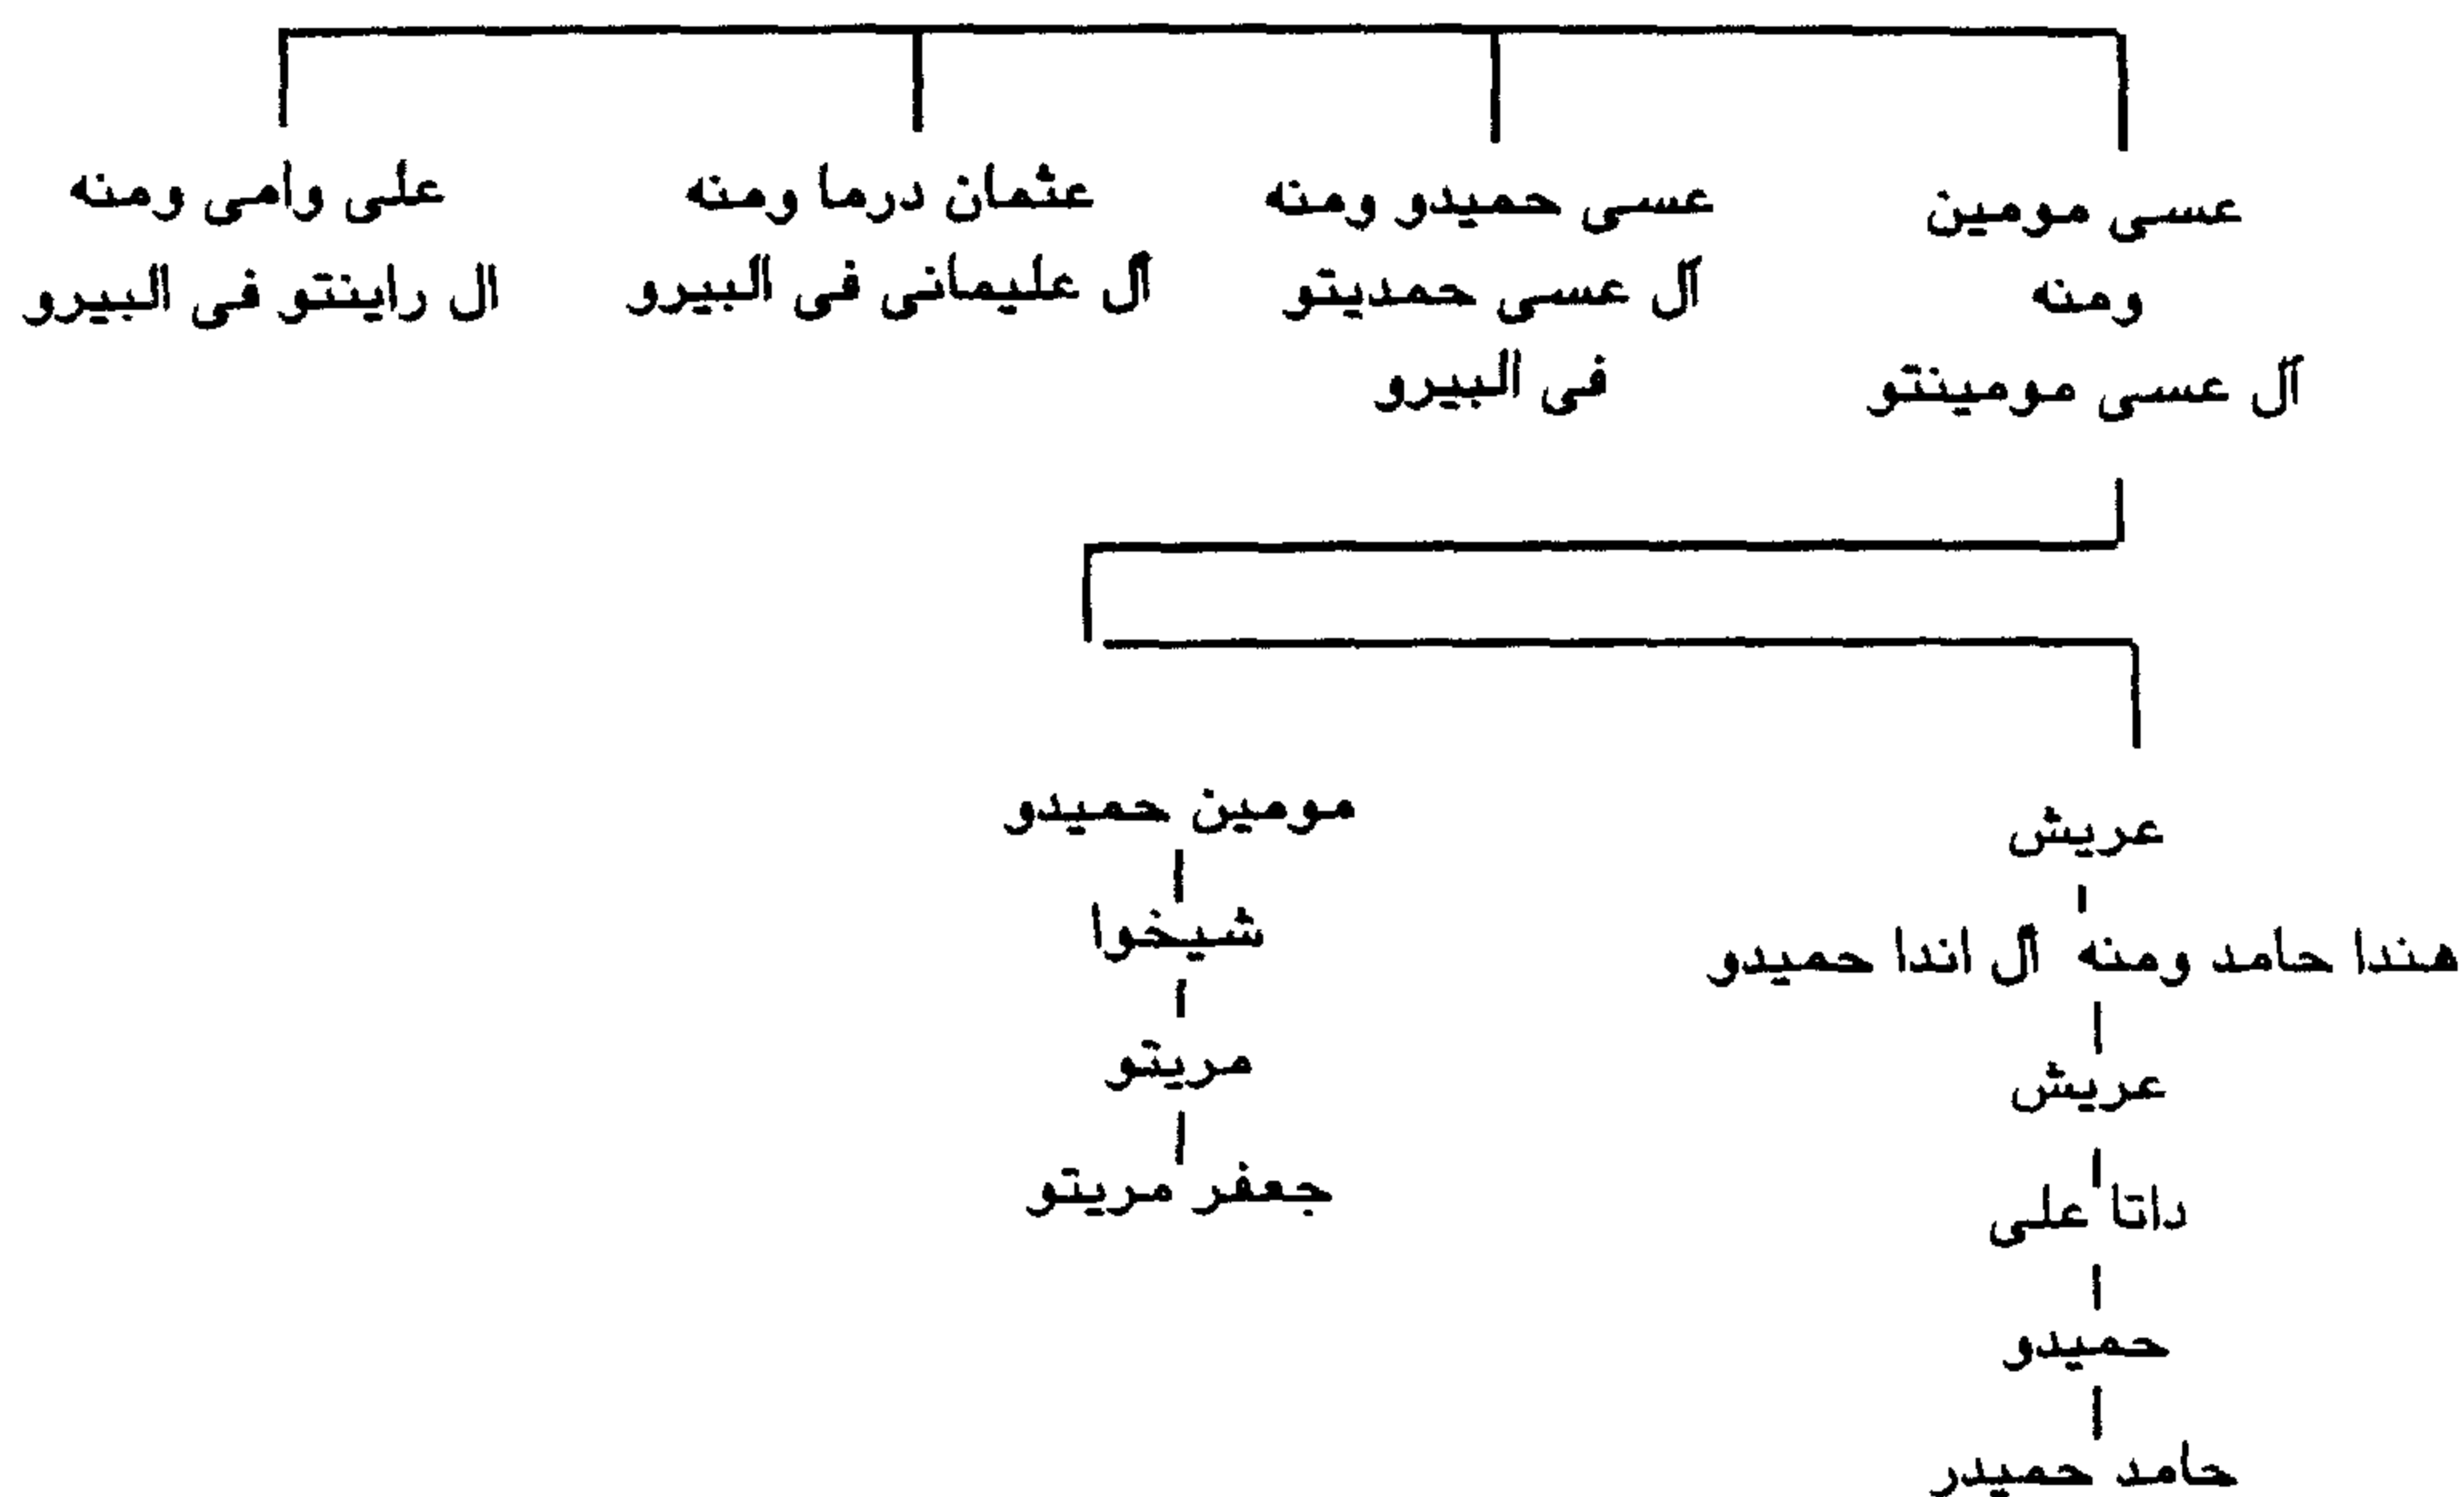 عسى مومين
ومنه
آل عسى مومينتو
عسى حميدو ومنه
آل عسى حمديتو
فى البيرو
عثمان درما ومنه
آل عليمانى فى البيرو
على وامى ومنه
ال راينتو فى البيرو
عريش
هندا حامد ومنه آل اندا حميدو
عريش
داتا على
حميدو
حامد حميدر
مومين حميدو
شيخوا
مريتو
جعفر مريتو